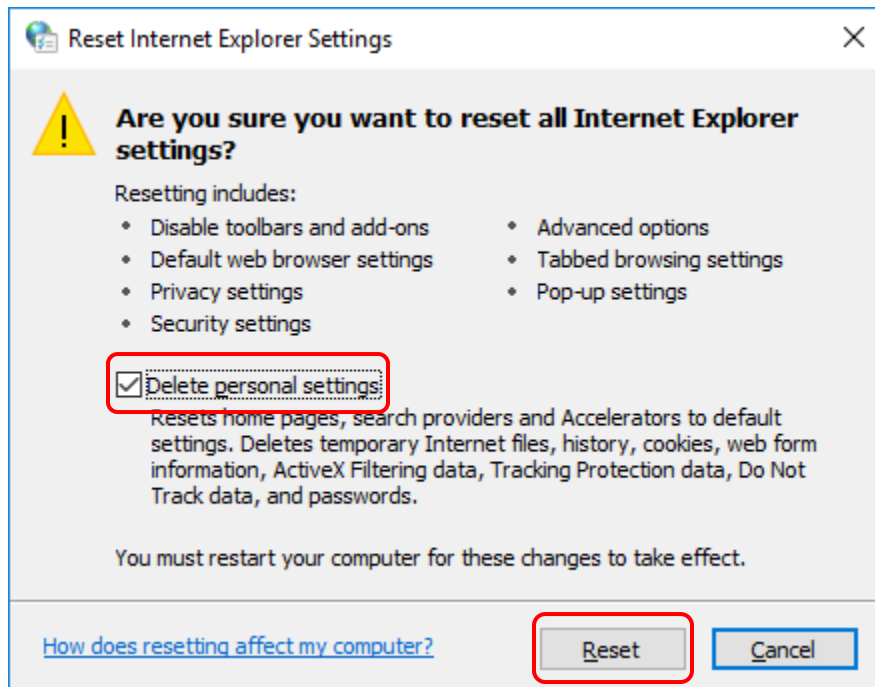 Reset Internet Explorer Settings
Are you sure you want to reset all Internet Explorer
settings?
Resetting includes:
• Disable toolbars and add-ons
• Default web browser settings
• Privacy settings
• Security settings
• Advanced options
• Tabbed browsing settings
• Pop-up settings
Delete personal settings
Resets home pages, search providers and Accelerators to default
settings. Deletes temporary Internet files, history, cookies, web form
information, ActiveX Filtering data, Tracking Protection data, Do Not
Track data, and passwords.
You must restart your computer for these changes to take effect.
How does resetting affect my computer?
Reset
Cancel